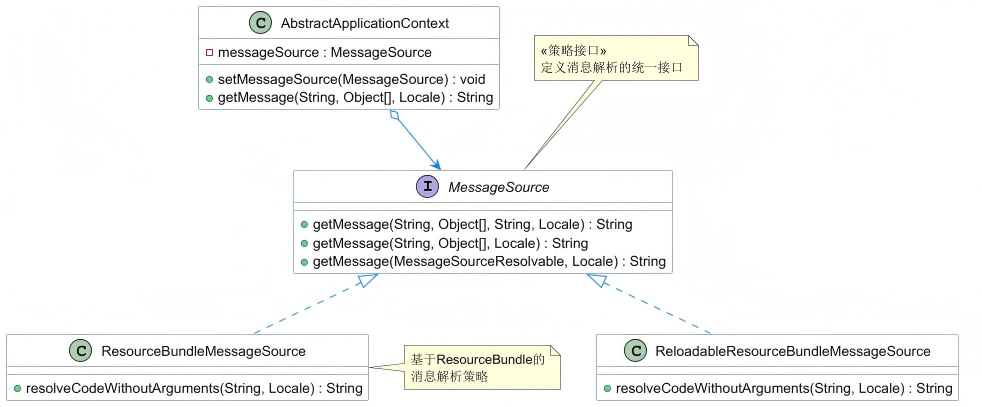 C AbstractApplicationContext
messageSource : MessageSource
setMessageSource(MessageSource) : void
getMessage(String, Object[], Locale) : String
«策略接口»
定义消息解析的统一接口
I MessageSource
getMessage(String, Object[], String, Locale) : String
getMessage(String, Object[], Locale) : String
getMessage(MessageSourceResolvable, Locale) : String
C ResourceBundleMessageSource
resolveCodeWithoutArguments(String, Locale) : String
基于ResourceBundle的
消息解析策略
C ReloadableResourceBundleMessageSource
resolveCodeWithoutArguments(String, Locale) : String